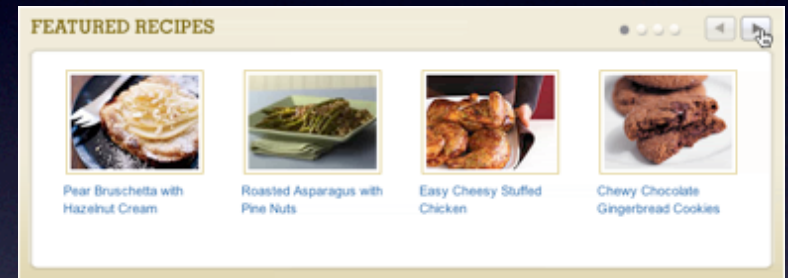 FEATURED RECIPES
Pear Bruschetta with
Hazelnut Cream
Roasted Asparagus with
Pine Nuts
Easy Cheesy Stuffed
Chicken
Chewy Chocolate
Gingerbread Cookies